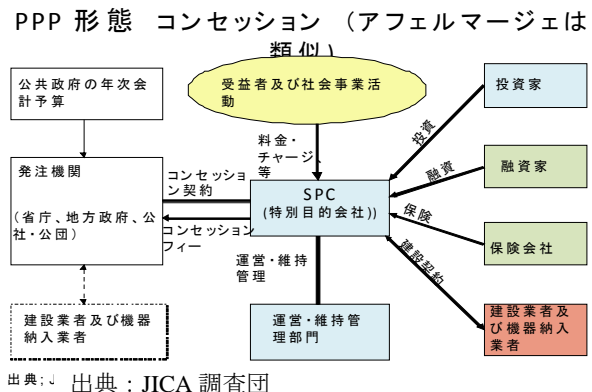 PPP 形態 コンセッション (アフェルマージェは
類似)
公共政府の年次会
計予算
受益者及び社会事業活
動
投資家
料金・
チャージ、
等
投資
発注機関
(省庁、地方政府、公
社・公団)
コンセッショ
ン契約
SPC
(特別目的会社))
融資
融資家
コンセッション
フィー
保険
保険会社
運営・維持
管理
建設契約
建設業者及び機器
納入業者
運営・維持管
理部門
建設業者及
び機器納入
業者
出典;
出典:JICA 調査団